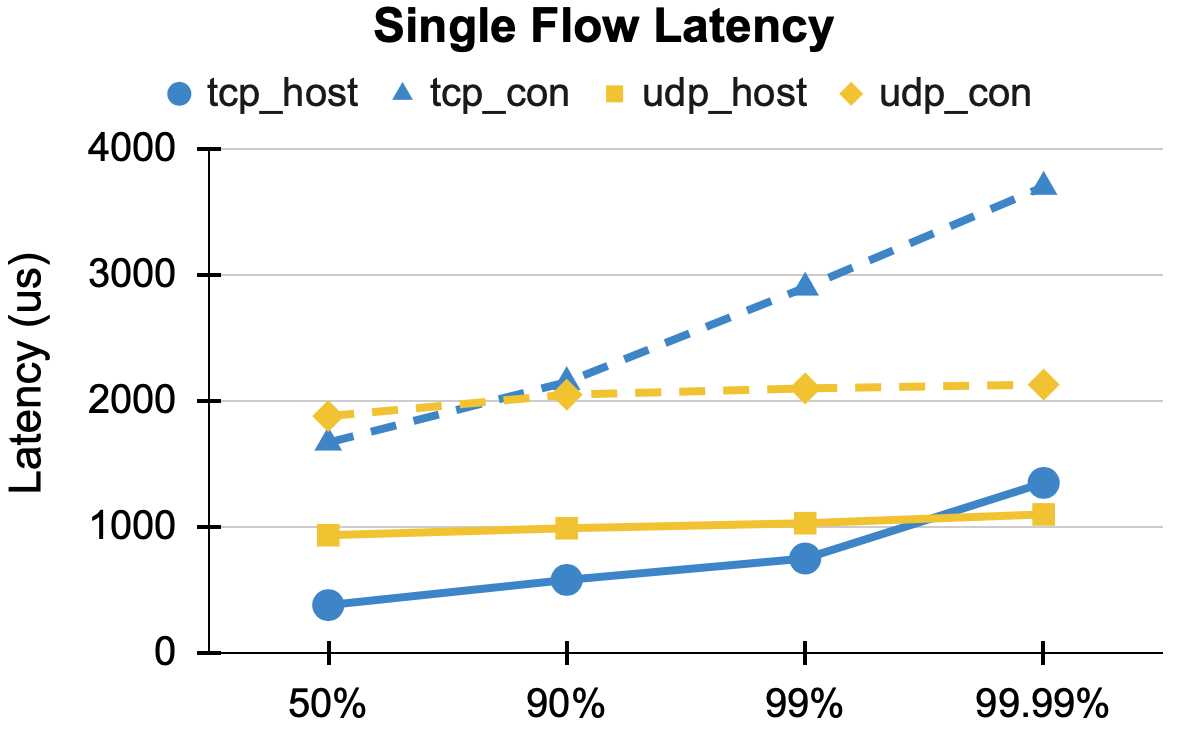 Single Flow Latency
tcp_host tcp_con udp_host udp_con
4000
3000
2000
1000
0
Latency (us)
50% 90% 99% 99.99%